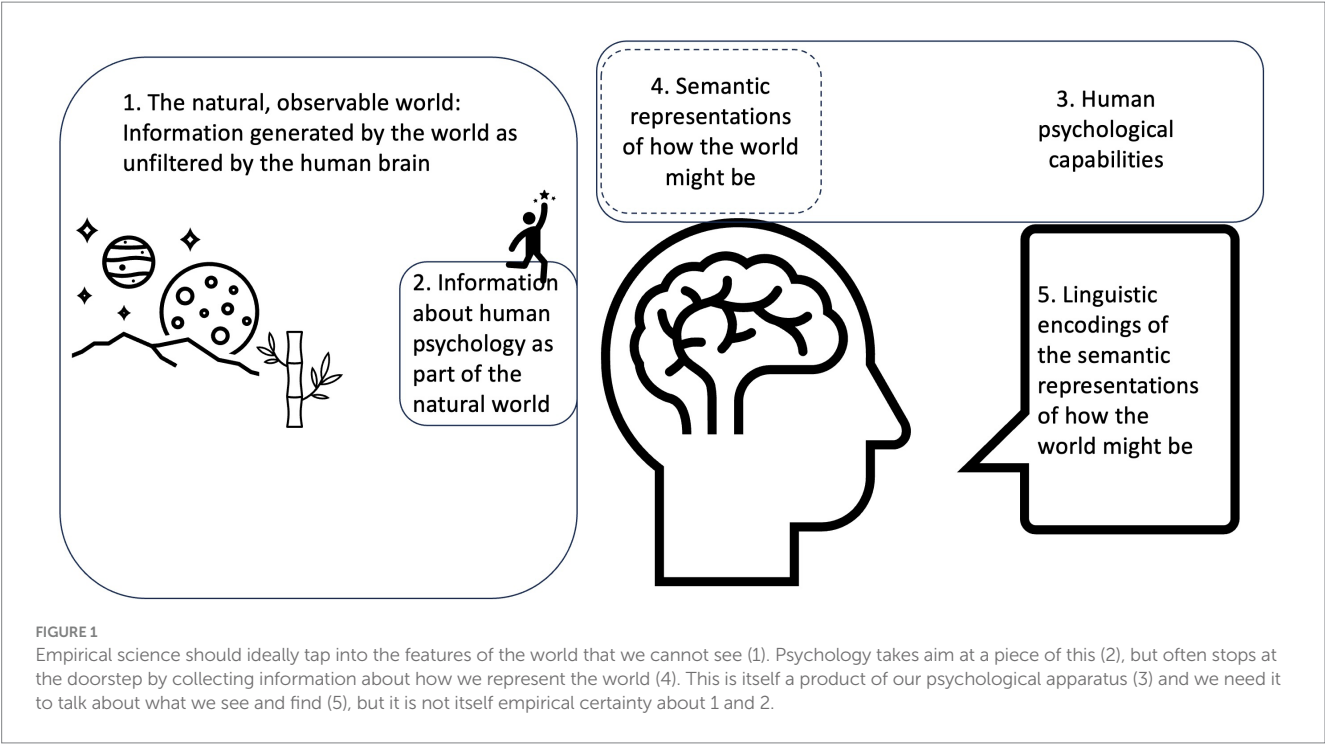 1. The natural, observable world:
Information generated by the world as
unfiltered by the human brain
2. Information
about human
psychology as
part of the
natural world
4. Semantic
representations
of how the world
might be
3. Human
psychological
capabilities
5. Linguistic
encodings of
the semantic
representations
of how the
world might be
FIGURE 1
Empirical science should ideally tap into the features of the world that we cannot see (1). Psychology takes aim at a piece of this (2), but often stops at
the doorstep by collecting information about how we represent the world (4). This is itself a product of our psychological apparatus (3) and we need it
to talk about what we see and find (5), but it is not itself empirical certainty about 1 and 2.